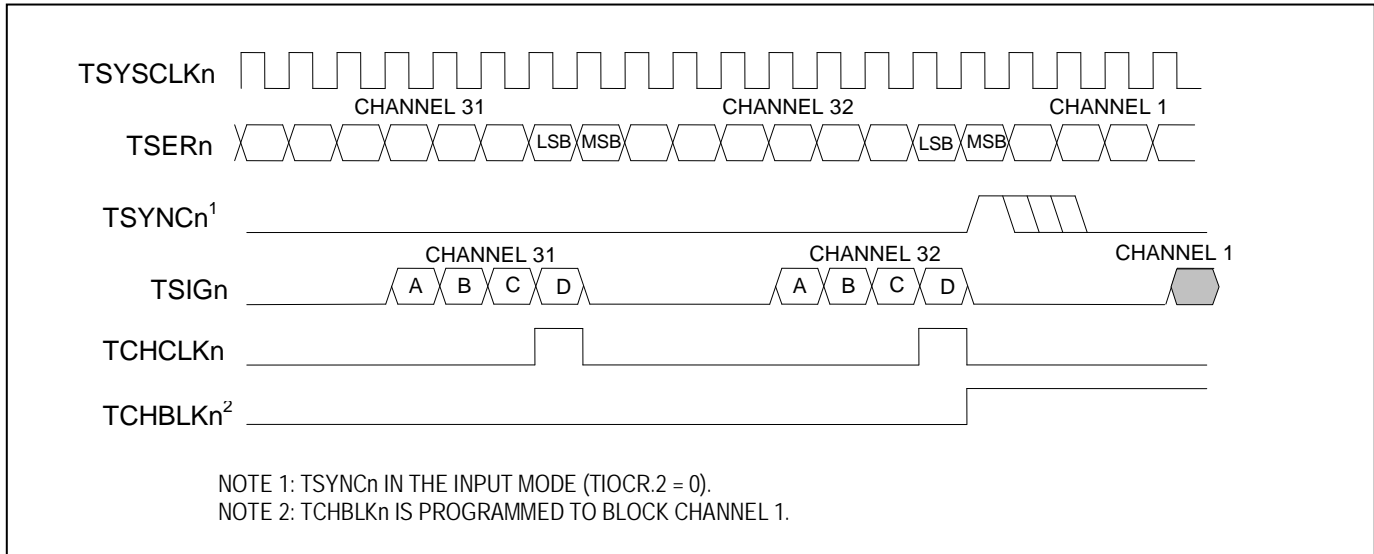 TSYSCLKn
CHANNEL 31 CHANNEL 32 CHANNEL 1
TSERn LSB MSB LSB MSB
TSYNCn1
CHANNEL 31 CHANNEL 32 CHANNEL 1
TSIGn A B C D A B C D
TCHCLKn
TCHBLKn2
NOTE 1: TSYNCn IN THE INPUT MODE (TIOCR.2 = 0).
NOTE 2: TCHBLKn IS PROGRAMMED TO BLOCK CHANNEL 1.